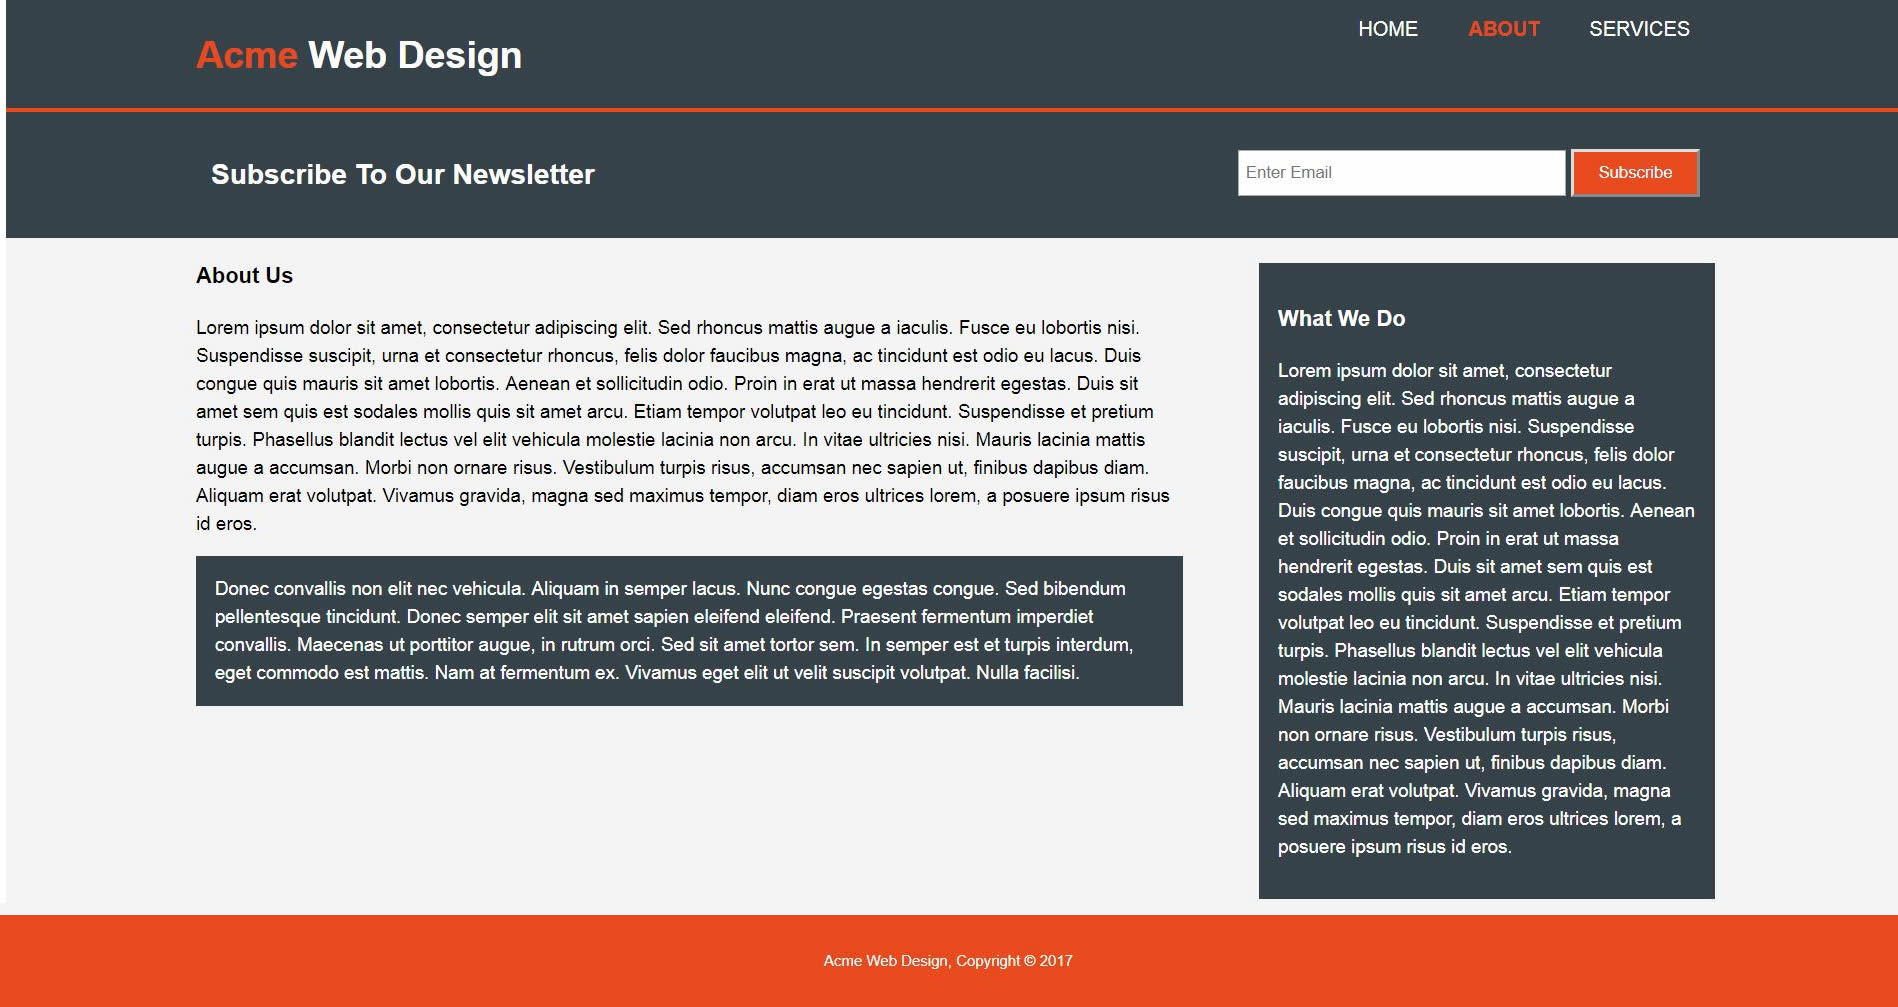 Acme Web Design
HOME ABOUT SERVICES
Subscribe To Our Newsletter
Enter Email
Subscribe
About Us
Lorem ipsum dolor sit amet, consectetur adipiscing elit. Sed rhoncus mattis augue a iaculis. Fusce eu lobortis nisi.
Suspendisse suscipit, urna et consectetur rhoncus, felis dolor faucibus magna, ac tincidunt est odio eu lacus. Duis
congue quis mauris sit amet lobortis. Aenean et sollicitudin odio. Proin in erat ut massa hendrerit egestas. Duis sit
amet sem quis est sodales mollis quis sit amet arcu. Etiam tempor volutpat leo eu tincidunt. Suspendisse et pretium
turpis. Phasellus blandit lectus vel elit vehicula molestie lacinia non arcu. In vitae ultricies nisi. Mauris lacinia mattis
augue a accumsan. Morbi non ornare risus. Vestibulum turpis risus, accumsan nec sapien ut, finibus dapibus diam.
Aliquam erat volutpat. Vivamus gravida, magna sed maximus tempor, diam eros ultrices lorem, a posuere ipsum risus
id eros.
Donec convallis non elit nec vehicula. Aliquam in semper lacus. Nunc congue egestas congue. Sed bibendum
pellentesque tincidunt. Donec semper elit sit amet sapien eleifend eleifend. Praesent fermentum imperdiet
convallis. Maecenas ut porttitor augue, in rutrum orci. Sed sit amet tortor sem. In semper est et turpis interdum,
eget commodo est mattis. Nam at fermentum ex. Vivamus eget elit ut velit suscipit volutpat. Nulla facilisi.
What We Do
Lorem ipsum dolor sit amet, consectetur
adipiscing elit. Sed rhoncus mattis augue a
iaculis. Fusce eu lobortis nisi. Suspendisse
suscipit, urna et consectetur rhoncus, felis dolor
faucibus magna, ac tincidunt est odio eu lacus.
Duis congue quis mauris sit amet lobortis. Aenean
et sollicitudin odio. Proin in erat ut massa
hendrerit egestas. Duis sit amet sem quis est
sodales mollis quis sit amet arcu. Etiam tempor
volutpat leo eu tincidunt. Suspendisse et pretium
turpis. Phasellus blandit lectus vel elit vehicula
molestie lacinia non arcu. In vitae ultricies nisi.
Mauris lacinia mattis augue a accumsan. Morbi
non ornare risus. Vestibulum turpis risus,
accumsan nec sapien ut, finibus dapibus diam.
Aliquam erat volutpat. Vivamus gravida, magna
sed maximus tempor, diam eros ultrices lorem, a
posuere ipsum risus id eros.
Acme Web Design, Copyright © 2017